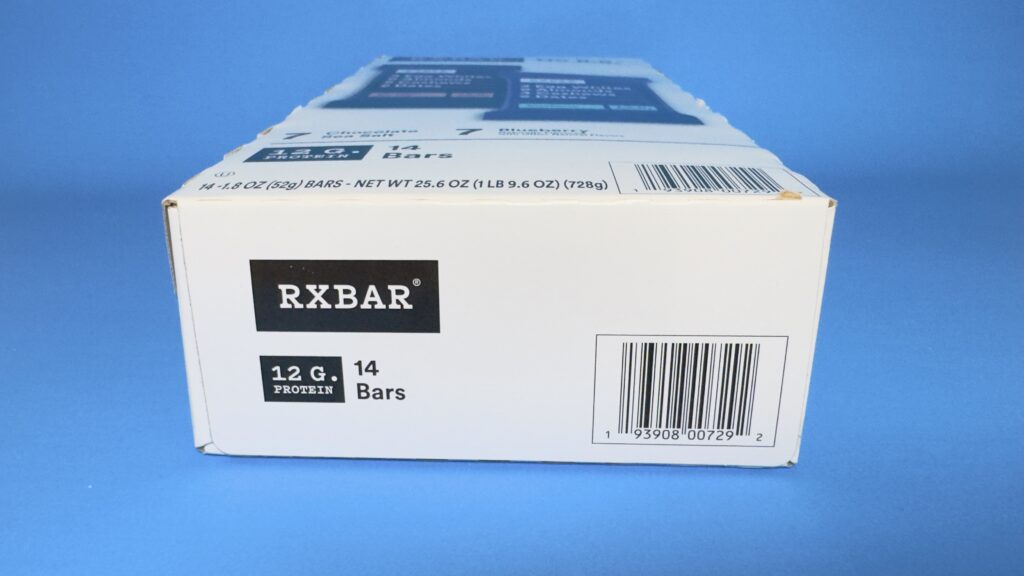 7 Chocolate Sea Salt
7 Blueberry
12 G. PROTEIN
14 Bars
14 -1.8 OZ (52g) BARS - NET WT 25.6 OZ (1 LB 9.6 OZ) (728g)
RXBAR®
12 G.
PROTEIN
14
Bars
1 93908 00729 2